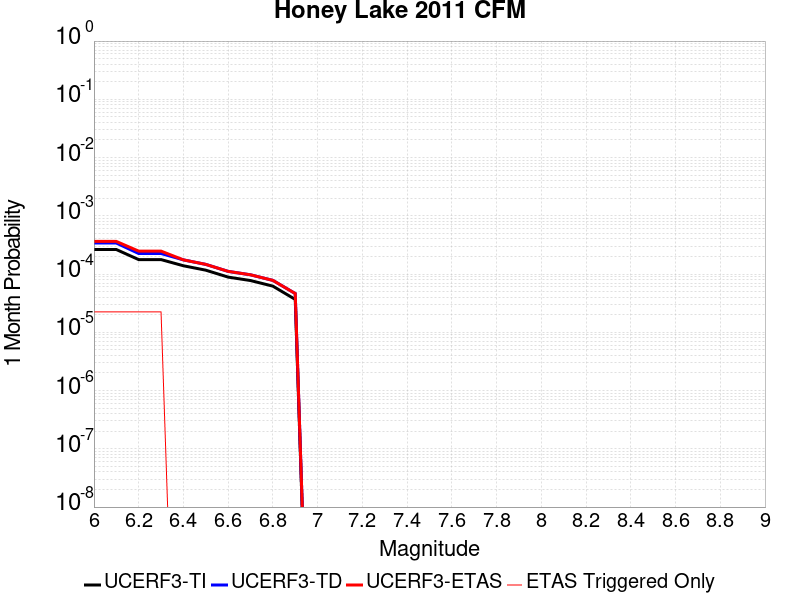 Honey Lake 2011 CFM
1 Month Probability
10^0
10^-1
10^-2
10^-3
10^-4
10^-5
10^-6
10^-7
10^-8
6 6.2 6.4 6.6 6.8 7 7.2 7.4 7.6 7.8 8 8.2 8.4 8.6 8.8 9
Magnitude
UCERF3-TI UCERF3-TD UCERF3-ETAS ETAS Triggered Only